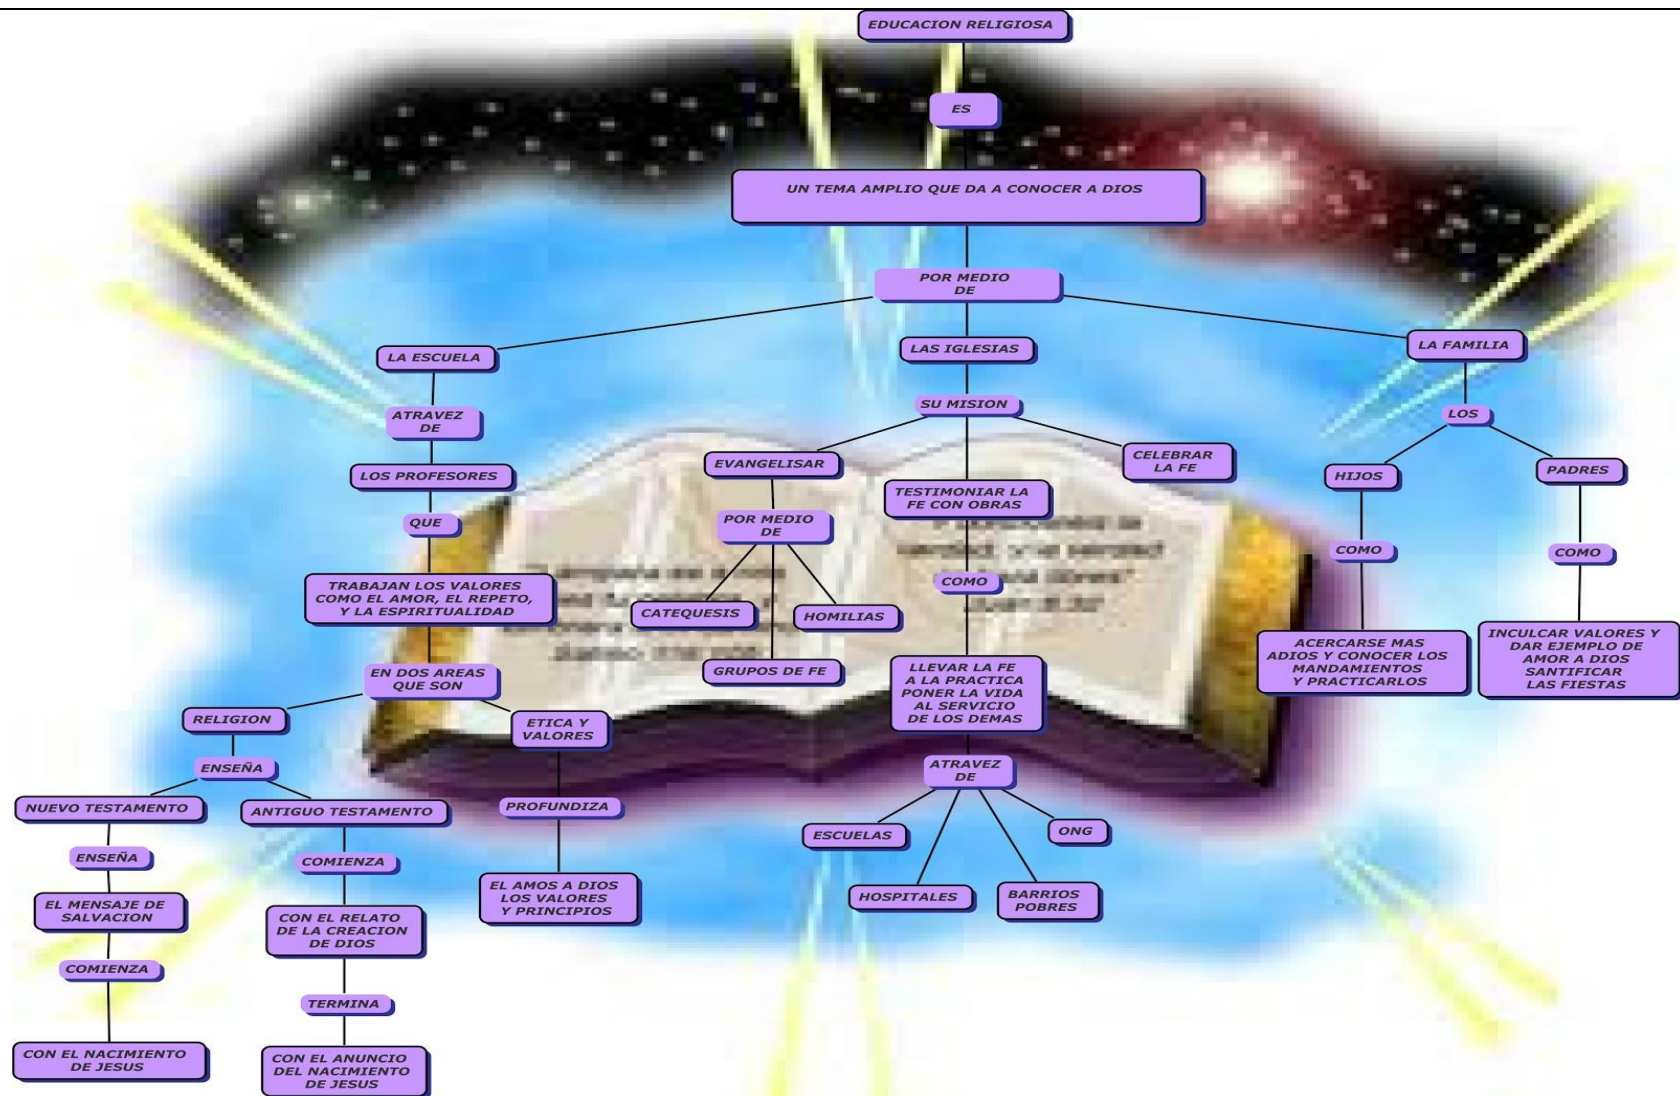 EDUCACION RELIGIOSA
ES
UN TEMA AMPLIO QUE DA A CONOCER A DIOS
POR MEDIO
DE
LA ESCUELA
ATRAVEZ
DE
LOS PROFESORES
QUE
TRABAJAN LOS VALORES
COMO EL AMOR, EL REPETO,
Y LA ESPIRITUALIDAD
EN DOS AREAS
QUE SON
RELIGION
ENSEÑA
NUEVO TESTAMENTO
ENSEÑA
EL MENSAJE DE
SALVACION
COMIENZA
CON EL NACIMIENTO
DE JESUS
ANTIGUO TESTAMENTO
COMIENZA
CON EL RELATO
DE LA CREACION
DE DIOS
TERMINA
CON EL ANUNCIO
DEL NACIMIENTO
DE JESUS
ETICA Y
VALORES
PROFUNDIZA
EL AMOS A DIOS
LOS VALORES
Y PRINCIPIOS
LAS IGLESIAS
SU MISION
EVANGELISAR
POR MEDIO
DE
CATEQUESIS
GRUPOS DE FE
HOMILIAS
TESTIMONIAR LA
FE CON OBRAS
COMO
LLEVAR LA FE
A LA PRACTICA
PONER LA VIDA
AL SERVICIO
DE LOS DEMAS
ATRAVEZ
DE
ESCUELAS
HOSPITALES
BARRIOS
POBRES
ONG
CELEBRAR
LA FE
LA FAMILIA
LOS
HIJOS
COMO
ACERCARSE MAS
ADIOS Y CONOCER LOS
MANDAMIENTOS
Y PRACTICARLOS
PADRES
COMO
INCULCAR VALORES Y
DAR EJEMPLO DE
AMOR A DIOS
SANTIFICAR
LAS FIESTAS